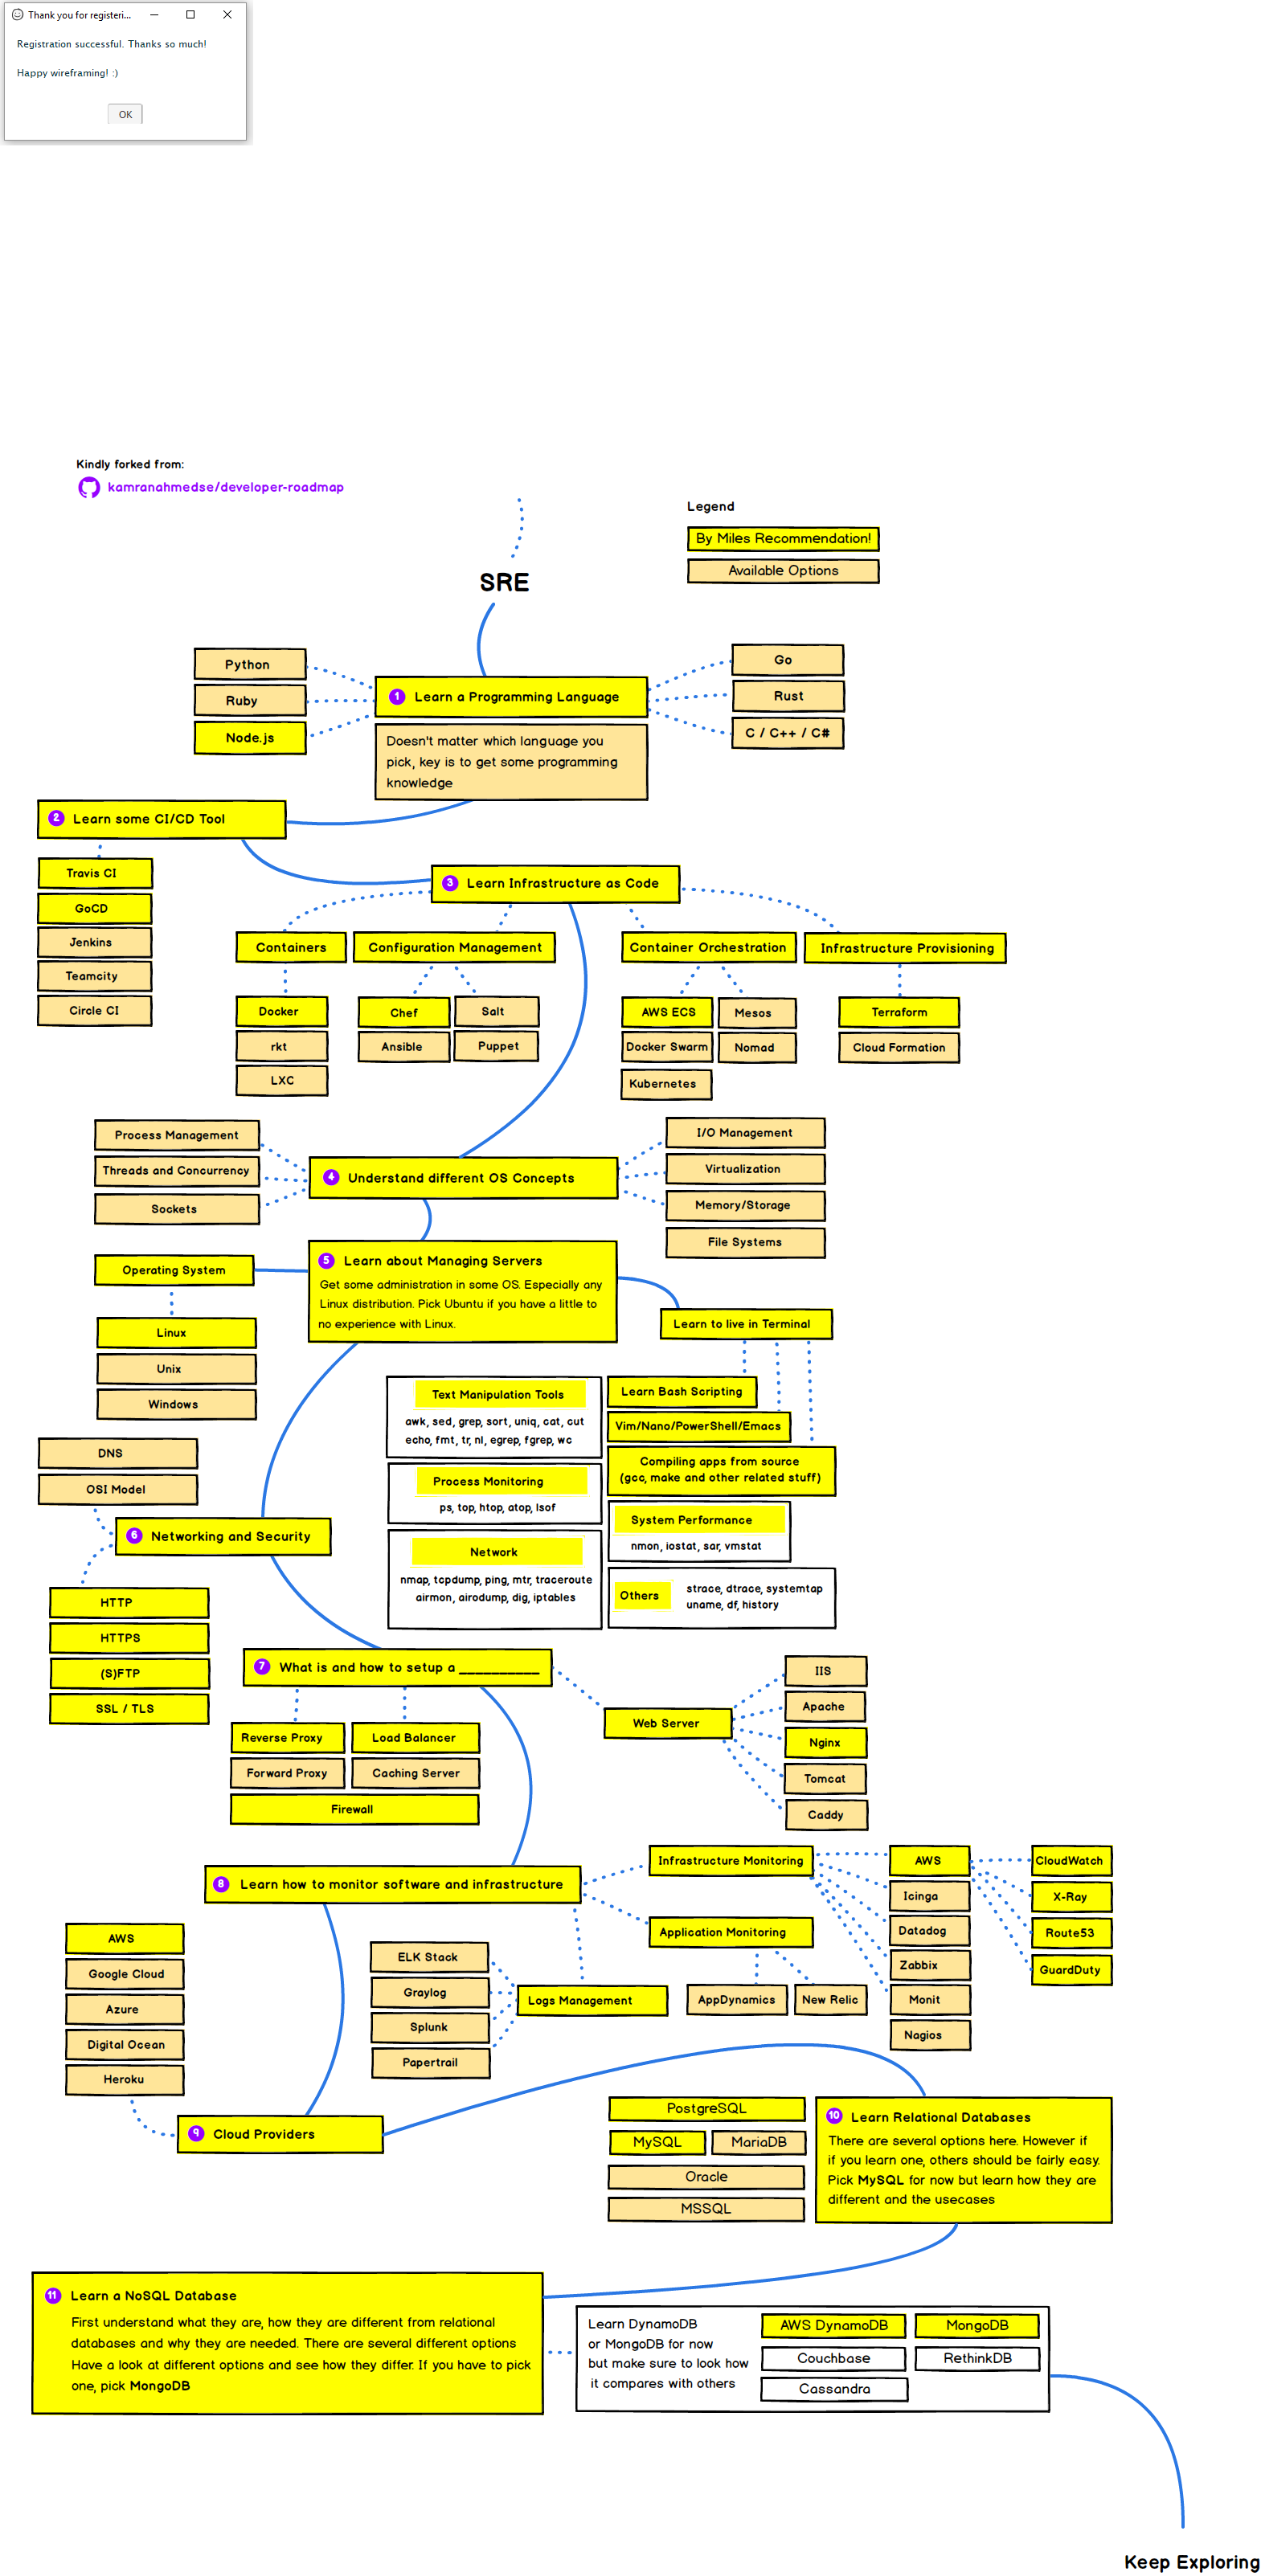 Thank you for registeri...
Registration successful. Thanks so much!
Happy wireframing! :)
OK
Kindly forked from:
kamranahmedse/developer-roadmap
Legend
By Miles Recommendation!
Available Options
SRE
Python
Ruby
Node.js
1 Learn a Programming Language
Doesn't matter which language you
pick, key is to get some programming
knowledge
Go
Rust
C / C++ / C#
2 Learn some CI/CD Tool
Travis CI
GoCD
Jenkins
Teamcity
Circle CI
3 Learn Infrastructure as Code
Containers
Docker
rkt
LXC
Configuration Management
Chef
Salt
Ansible
Puppet
Container Orchestration
AWS ECS
Mesos
Docker Swarm
Nomad
Kubernetes
Infrastructure Provisioning
Terraform
Cloud Formation
Process Management
Threads and Concurrency
Sockets
4 Understand different OS Concepts
I/O Management
Virtualization
Memory/Storage
File Systems
Operating System
Linux
Unix
Windows
5 Learn about Managing Servers
Get some administration in some OS. Especially any
Linux distribution. Pick Ubuntu if you have a little to
no experience with Linux.
Learn to live in Terminal
Text Manipulation Tools
awk, sed, grep, sort, uniq, cat, cut
echo, fmt, tr, nl, egrep, fgrep, wc
Process Monitoring
ps, top, htop, atop, lsof
Network
nmap, tcpdump, ping, mtr, traceroute
airmon, airodump, dig, iptables
Learn Bash Scripting
Vim/Nano/PowerShell/Emacs
Compiling apps from source
(gcc, make and other related stuff)
System Performance
nmon, iostat, sar, vmstat
Others
strace, dtrace, systemtap
uname, df, history
DNS
OSI Model
6 Networking and Security
HTTP
HTTPS
(S)FTP
SSL / TLS
7 What is and how to setup a __________
Reverse Proxy
Load Balancer
Forward Proxy
Caching Server
Firewall
Web Server
IIS
Apache
Nginx
Tomcat
Caddy
8 Learn how to monitor software and infrastructure
Infrastructure Monitoring
AWS
Icinga
Datadog
Zabbix
Monit
Nagios
CloudWatch
X-Ray
Route53
GuardDuty
Application Monitoring
AppDynamics
New Relic
Logs Management
ELK Stack
Graylog
Splunk
Papertrail
AWS
Google Cloud
Azure
Digital Ocean
Heroku
9 Cloud Providers
PostgreSQL
MySQL
MariaDB
Oracle
MSSQL
10 Learn Relational Databases
There are several options here. However if
if you learn one, others should be fairly easy.
Pick MySQL for now but learn how they are
different and the usecases
11 Learn a NoSQL Database
First understand what they are, how they are different from relational
databases and why they are needed. There are several different options
Have a look at different options and see how they differ. If you have to pick
one, pick MongoDB
Learn DynamoDB
or MongoDB for now
but make sure to look how
it compares with others
AWS DynamoDB
MongoDB
Couchbase
RethinkDB
Cassandra
Keep Exploring